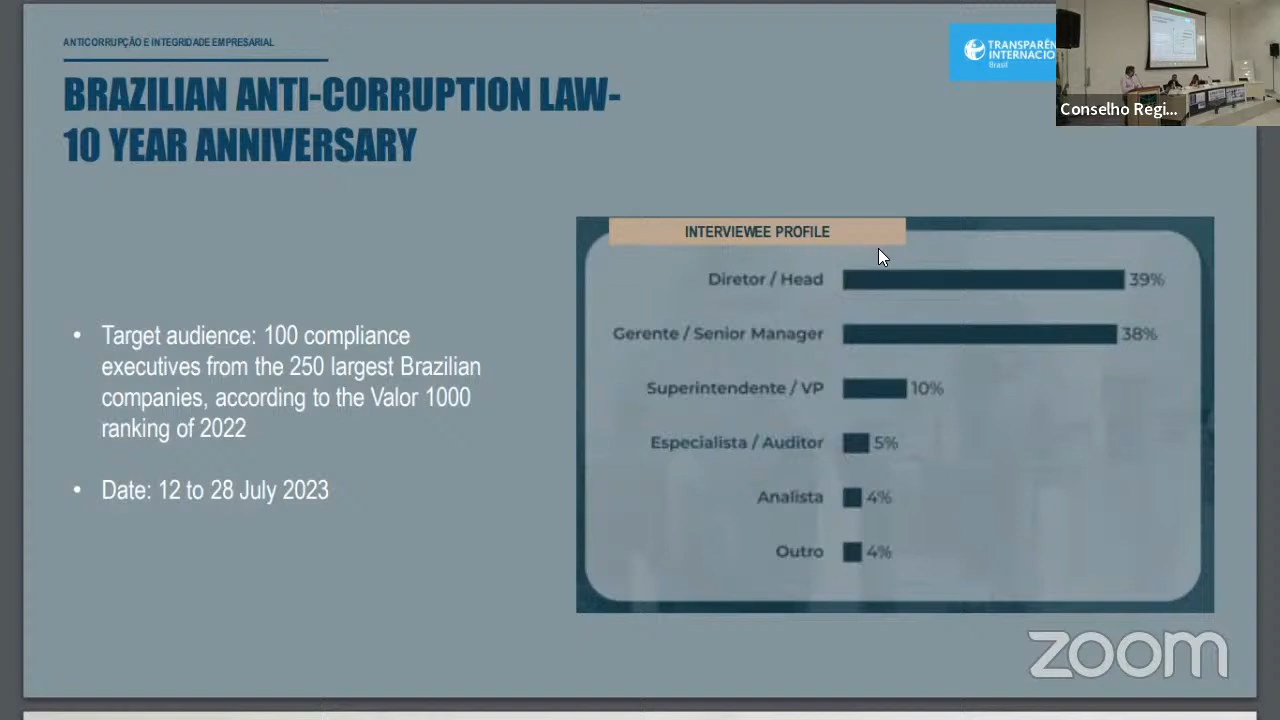 ANTICORRUPÇÃO E INTEGRIDADE EMPRESARIAL
BRAZILIAN ANTI-CORRUPTION LAW-
10 YEAR ANNIVERSARY
TRANSPARÊN
INTERNACIO
Brasil
Conselho Regi...
Target audience: 100 compliance
executives from the 250 largest Brazilian
companies, according to the Valor 1000
ranking of 2022
Date: 12 to 28 July 2023
INTERVIEWEE PROFILE
Diretor / Head 39%
Gerente / Senior Manager 38%
Superintendente / VP 10%
Especialista / Auditor 5%
Analista 4%
Outro 4%
zoom